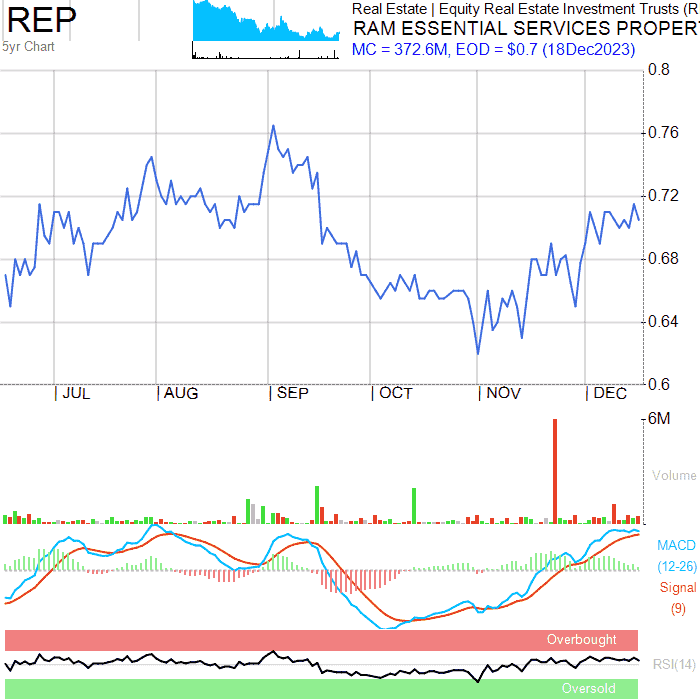 REP
5yr Chart
Real Estate | Equity Real Estate Investment Trusts (R
RAM ESSENTIAL SERVICES PROPER
MC = 372.6M, EOD = $0.7 (18Dec2023)
0.8
0.76
0.72
0.68
0.64
0.6
| JUL | AUG | SEP | OCT | NOV | DEC
6M
Volume
MACD
(12-26)
Signal
(9)
Overbought
RSI(14)
Oversold